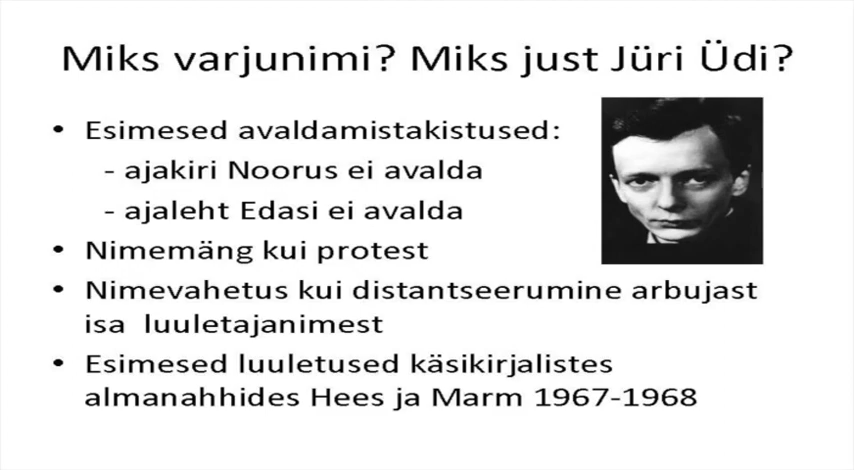 Miks varjunimi? Miks just Jüri Üdi?
• Esimesed avaldamistakistused:
- ajakiri Noorus ei avalda
- ajaleht Edasi ei avalda
• Nimemäng kui protest
• Nimevahetus kui distantseerumine arbujast
isa luuletajanimest
• Esimesed luuletused käsikirjalistes
almanahhides Hees ja Marm 1967-1968